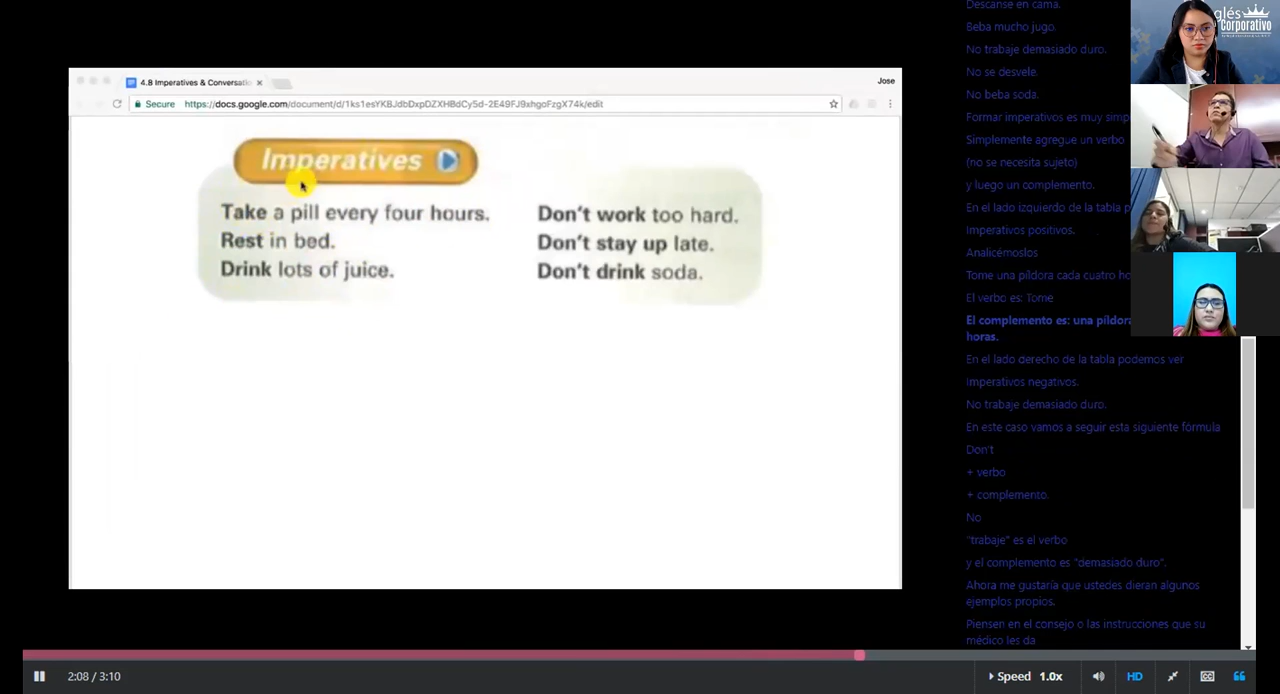 4.B Imperatives & Conversatio
Jose
Secure
https://docs.google.com/document/d/1ks1esYKBJdbDxpDZXHBdCy5d-2E49FJ9xhgoFzgX74k/edit
Imperatives
Take a pill every four hours.
Rest in bed.
Drink lots of juice.
Don't work too hard.
Don't stay up late.
Don't drink soda.
Descanse en cama.
Beba mucho jugo.
No trabaje demasiado duro.
No se desvele.
No beba soda.
Formar imperativos es muy simp
Simplemente agregue un verbo
(no se necesita sujeto)
y luego un complemento.
En el lado izquierdo de la tabla p
Imperativos positivos.
Analicémoslos
Tome una píldora cada cuatro ho
El verbo es: Tome
El complemento es: una píldora
horas.
En el lado derecho de la tabla podemos ver
Imperativos negativos.
No trabaje demasiado duro.
En este caso vamos a seguir esta siguiente fórmula
Don't
+ verbo
+ complemento.
No
"trabaje" es el verbo
y el complemento es "demasiado duro".
Ahora me gustaría que ustedes dieran algunos
ejemplos propios.
Piensen en el consejo o las instrucciones que su
médico les da
glés
Corporativo
2:08 / 3:10
Speed 1.0x
HD
CC